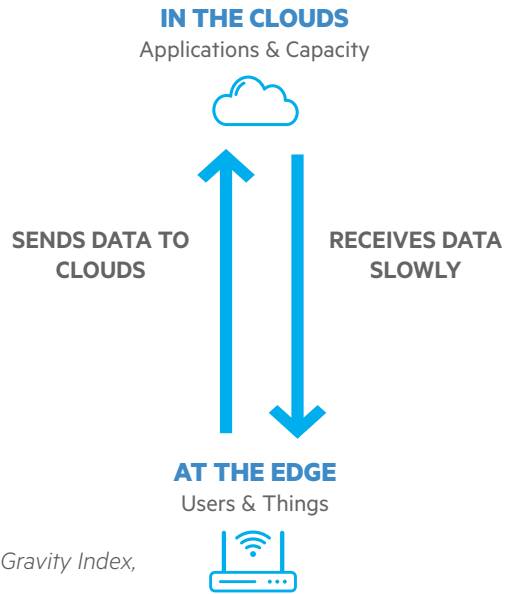 IN THE CLOUDS
Applications & Capacity
SENDS DATA TO
CLOUDS
RECEIVES DATA
SLOWLY
AT THE EDGE
Users & Things
Gravity Index,